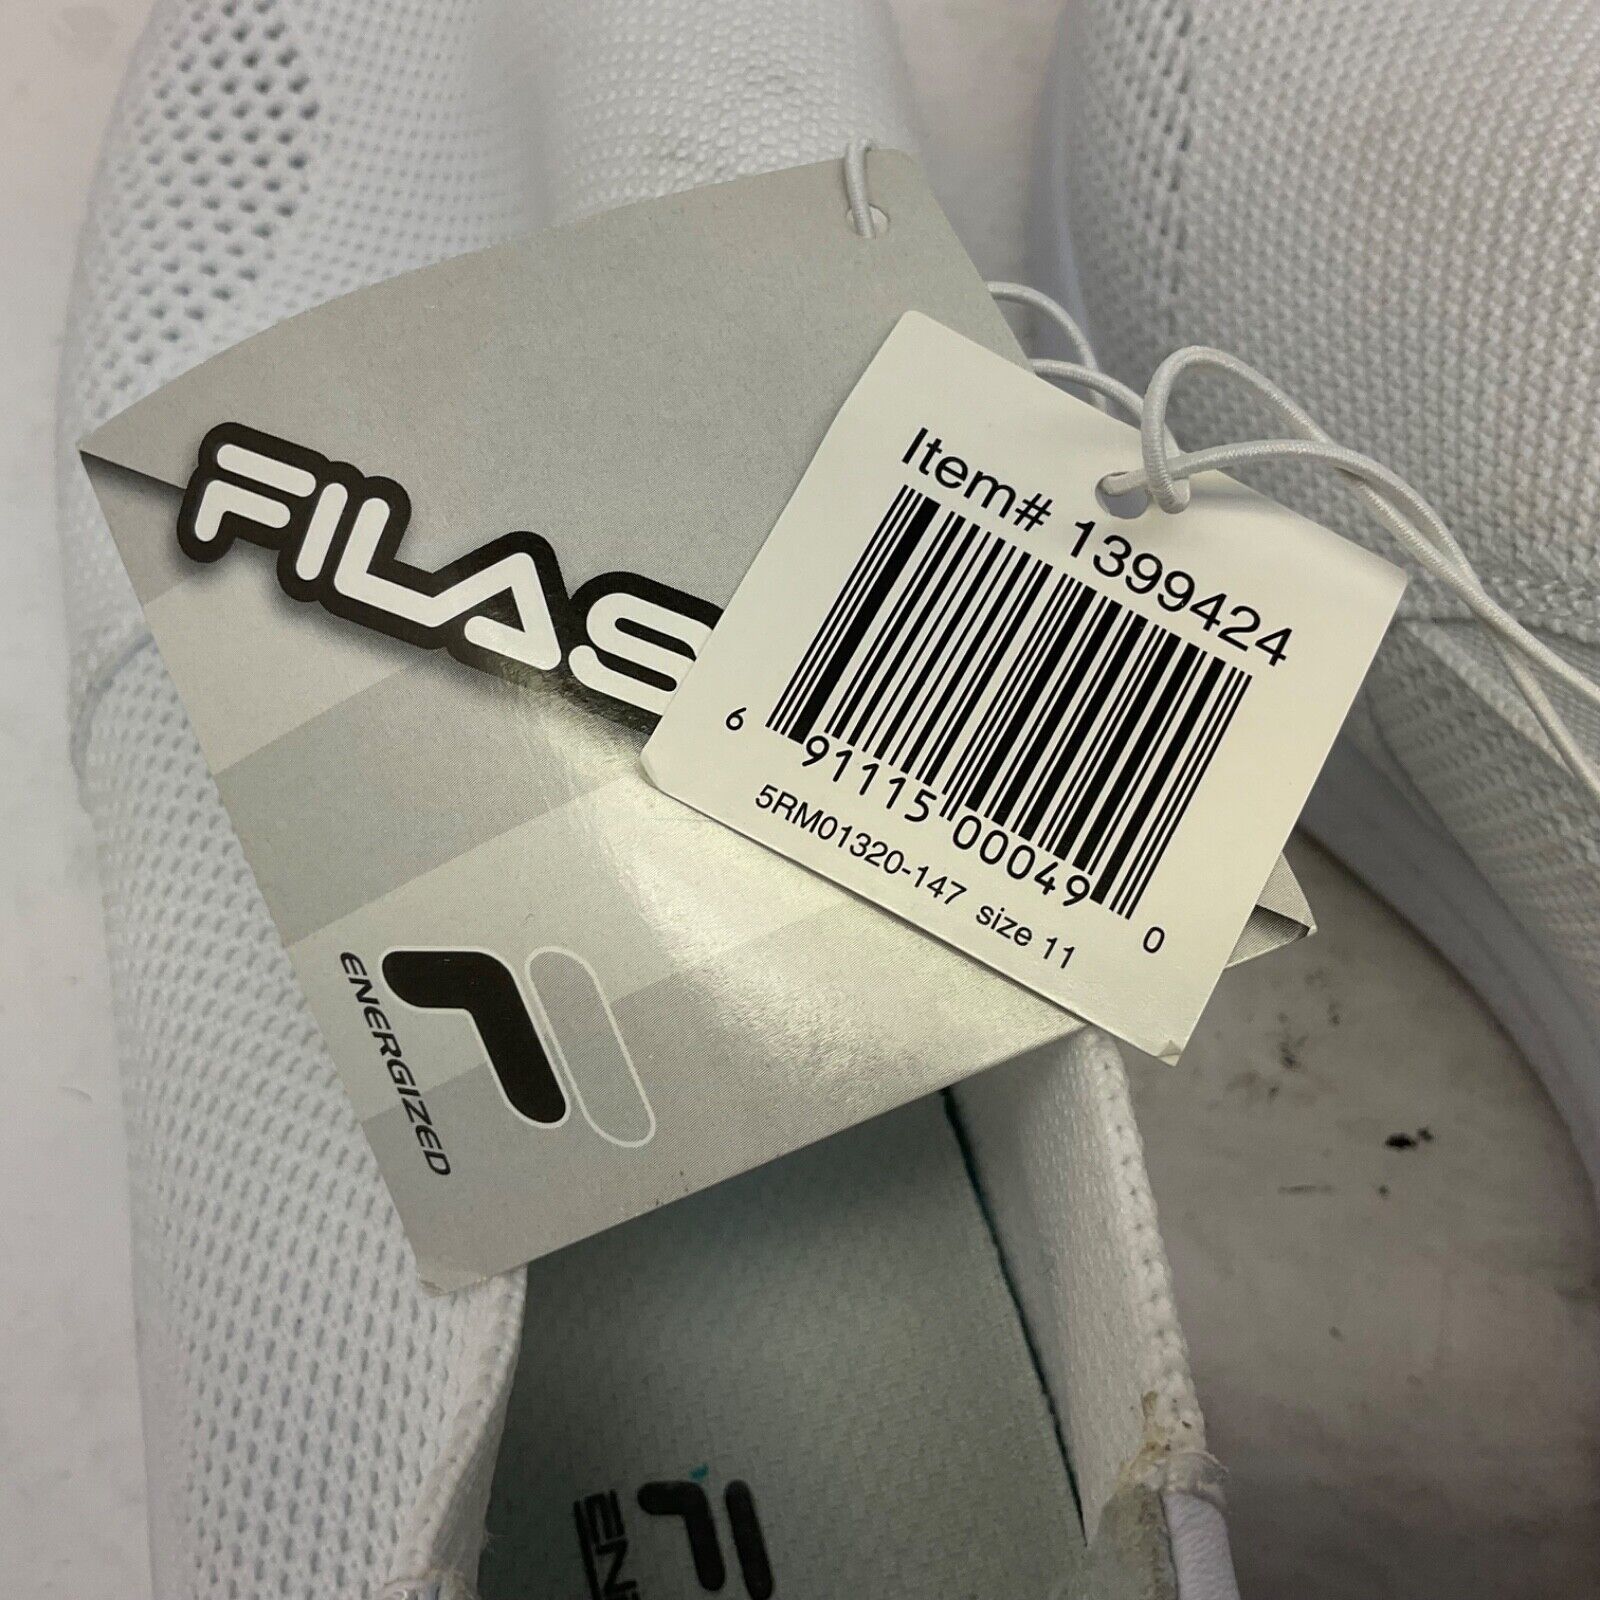 FILAS
Item# 1399424
6 91115 00049 0
5RM01320-147 size 11
ENERGIZED